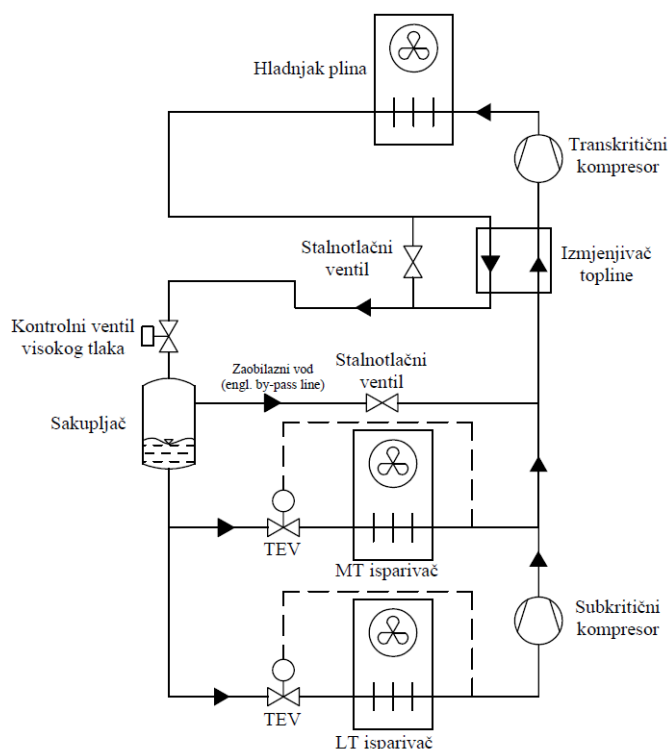 Hladnjak plina
Transkritični
kompresor
Stalnotlačni
ventil
Izmjenjivač
topline
Kontrolni ventil
visokog tlaka
Zaobilazni vod
(engl. by-pass line)
Stalnotlačni
ventil
Sakupljač
TEV
MT isparivač
Subkritični
kompresor
TEV
LT isparivač